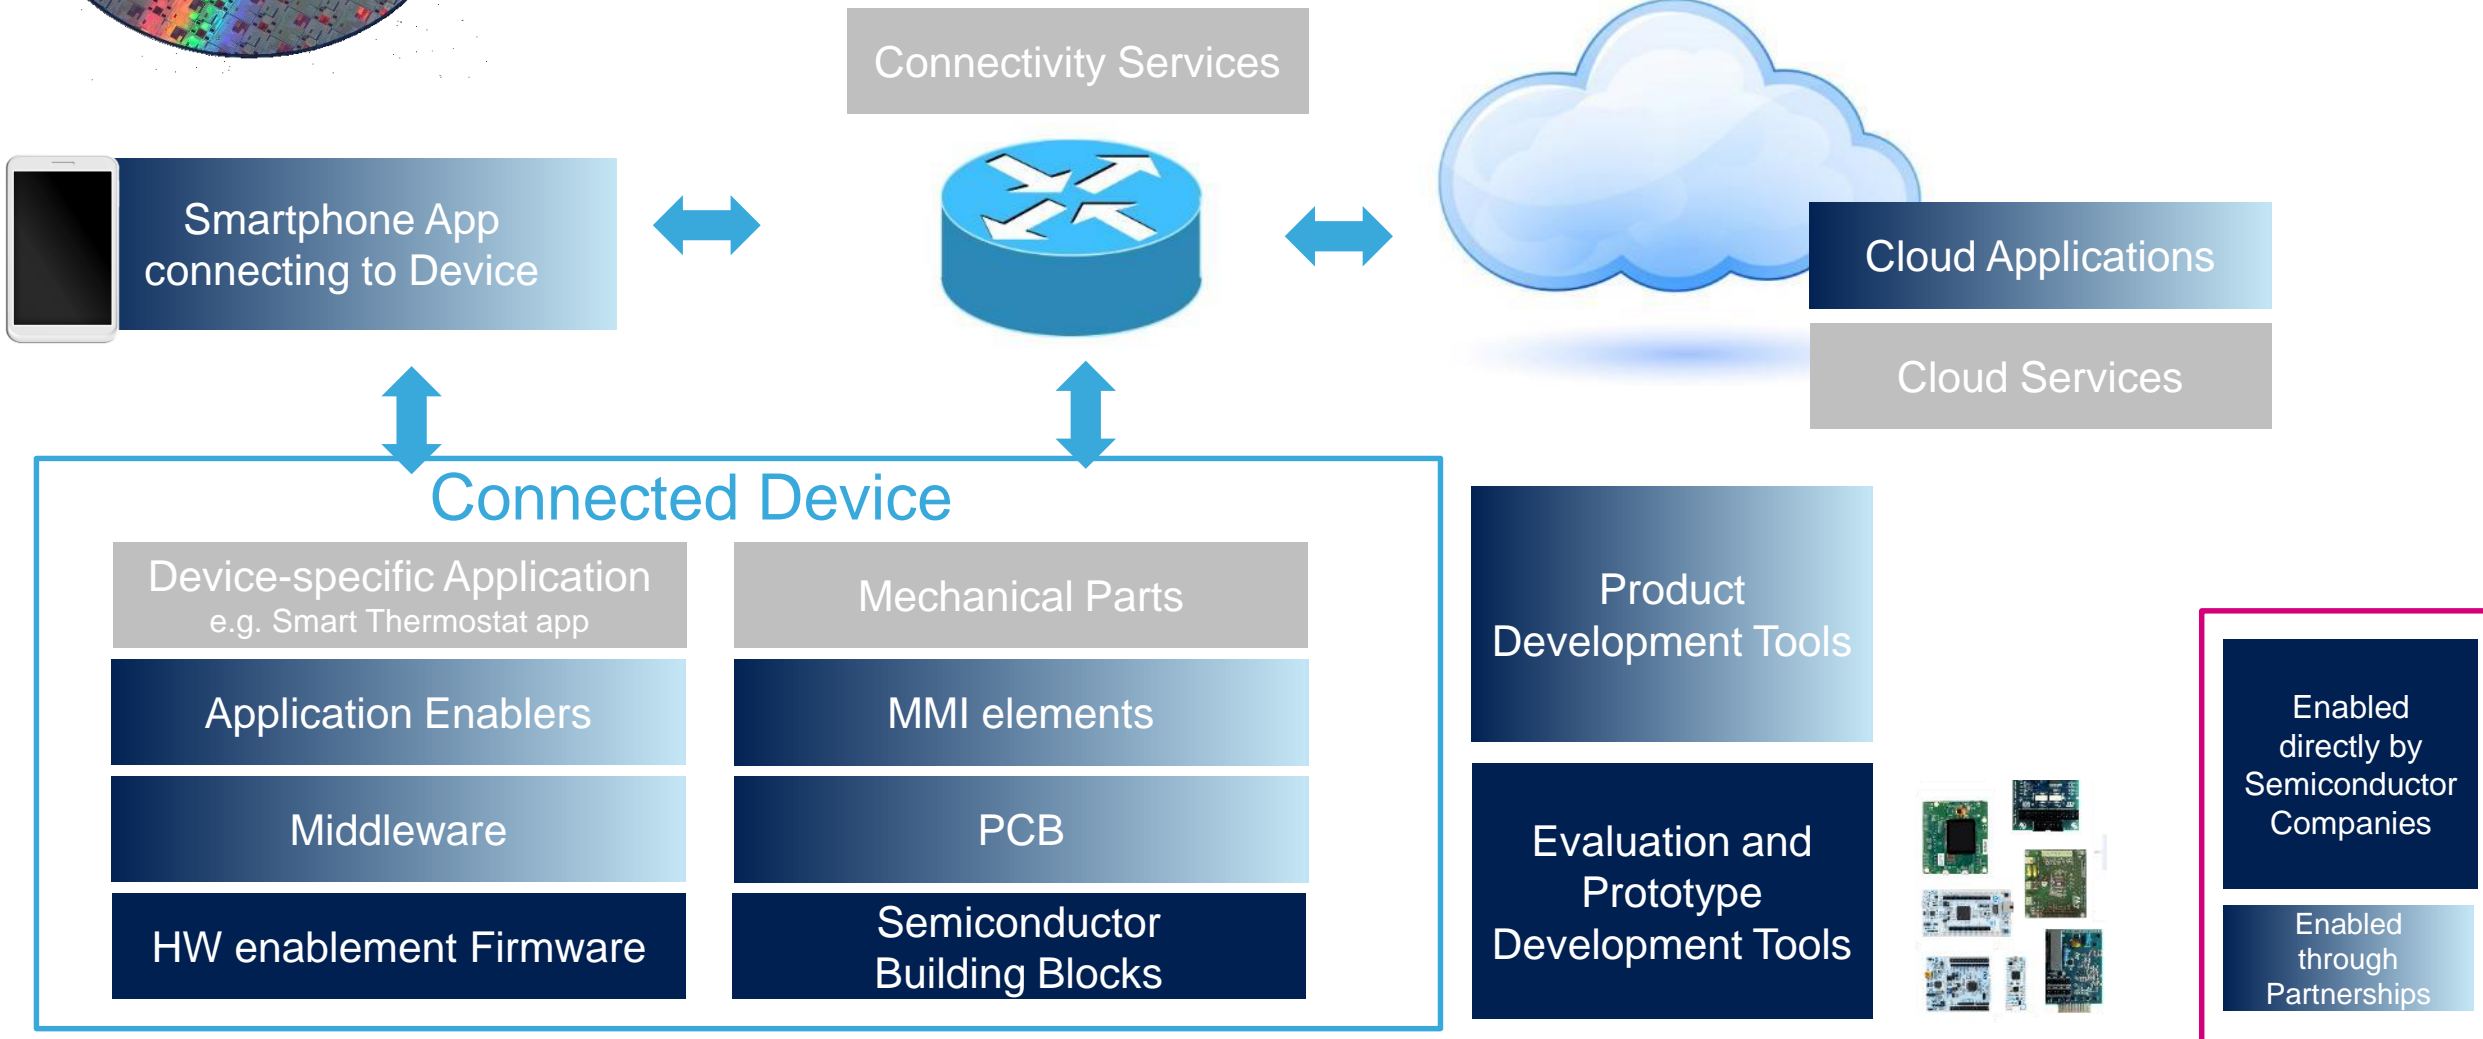 Connectivity Services
Smartphone App
connecting to Device
Cloud Applications
Cloud Services
Connected Device
Device-specific Application
e.g. Smart Thermostat app
Mechanical Parts
Application Enablers
MMI elements
Middleware
PCB
HW enablement Firmware
Semiconductor
Building Blocks
Product
Development Tools
Evaluation and
Prototype
Development Tools
Enabled
directly by
Semiconductor
Companies
Enabled
through
Partnerships